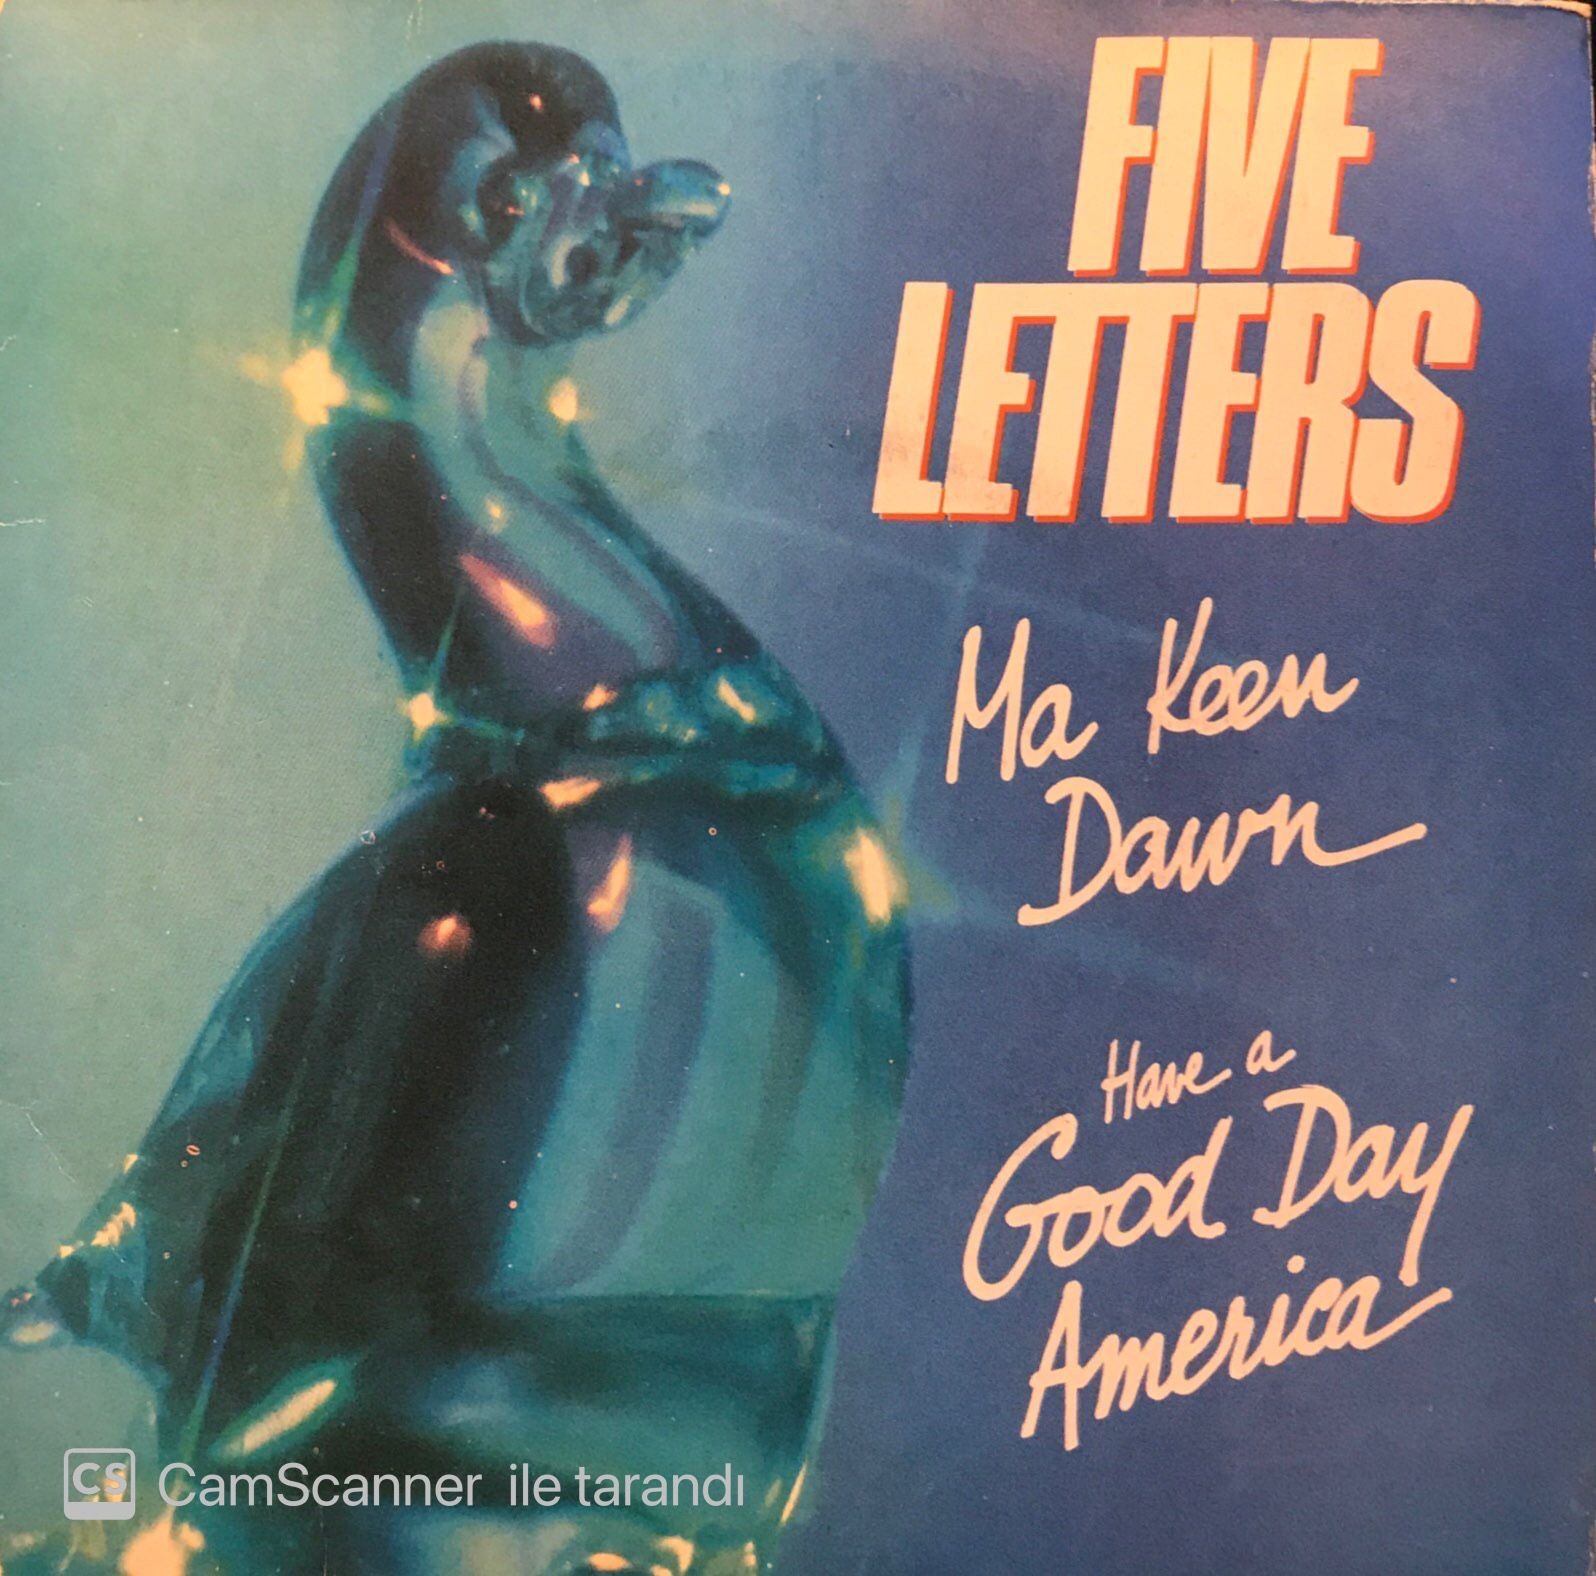 FIVE
LETTERS
Ma Keen
Dawn
Have a
Good Day
America
CS CamScanner ile tarandı